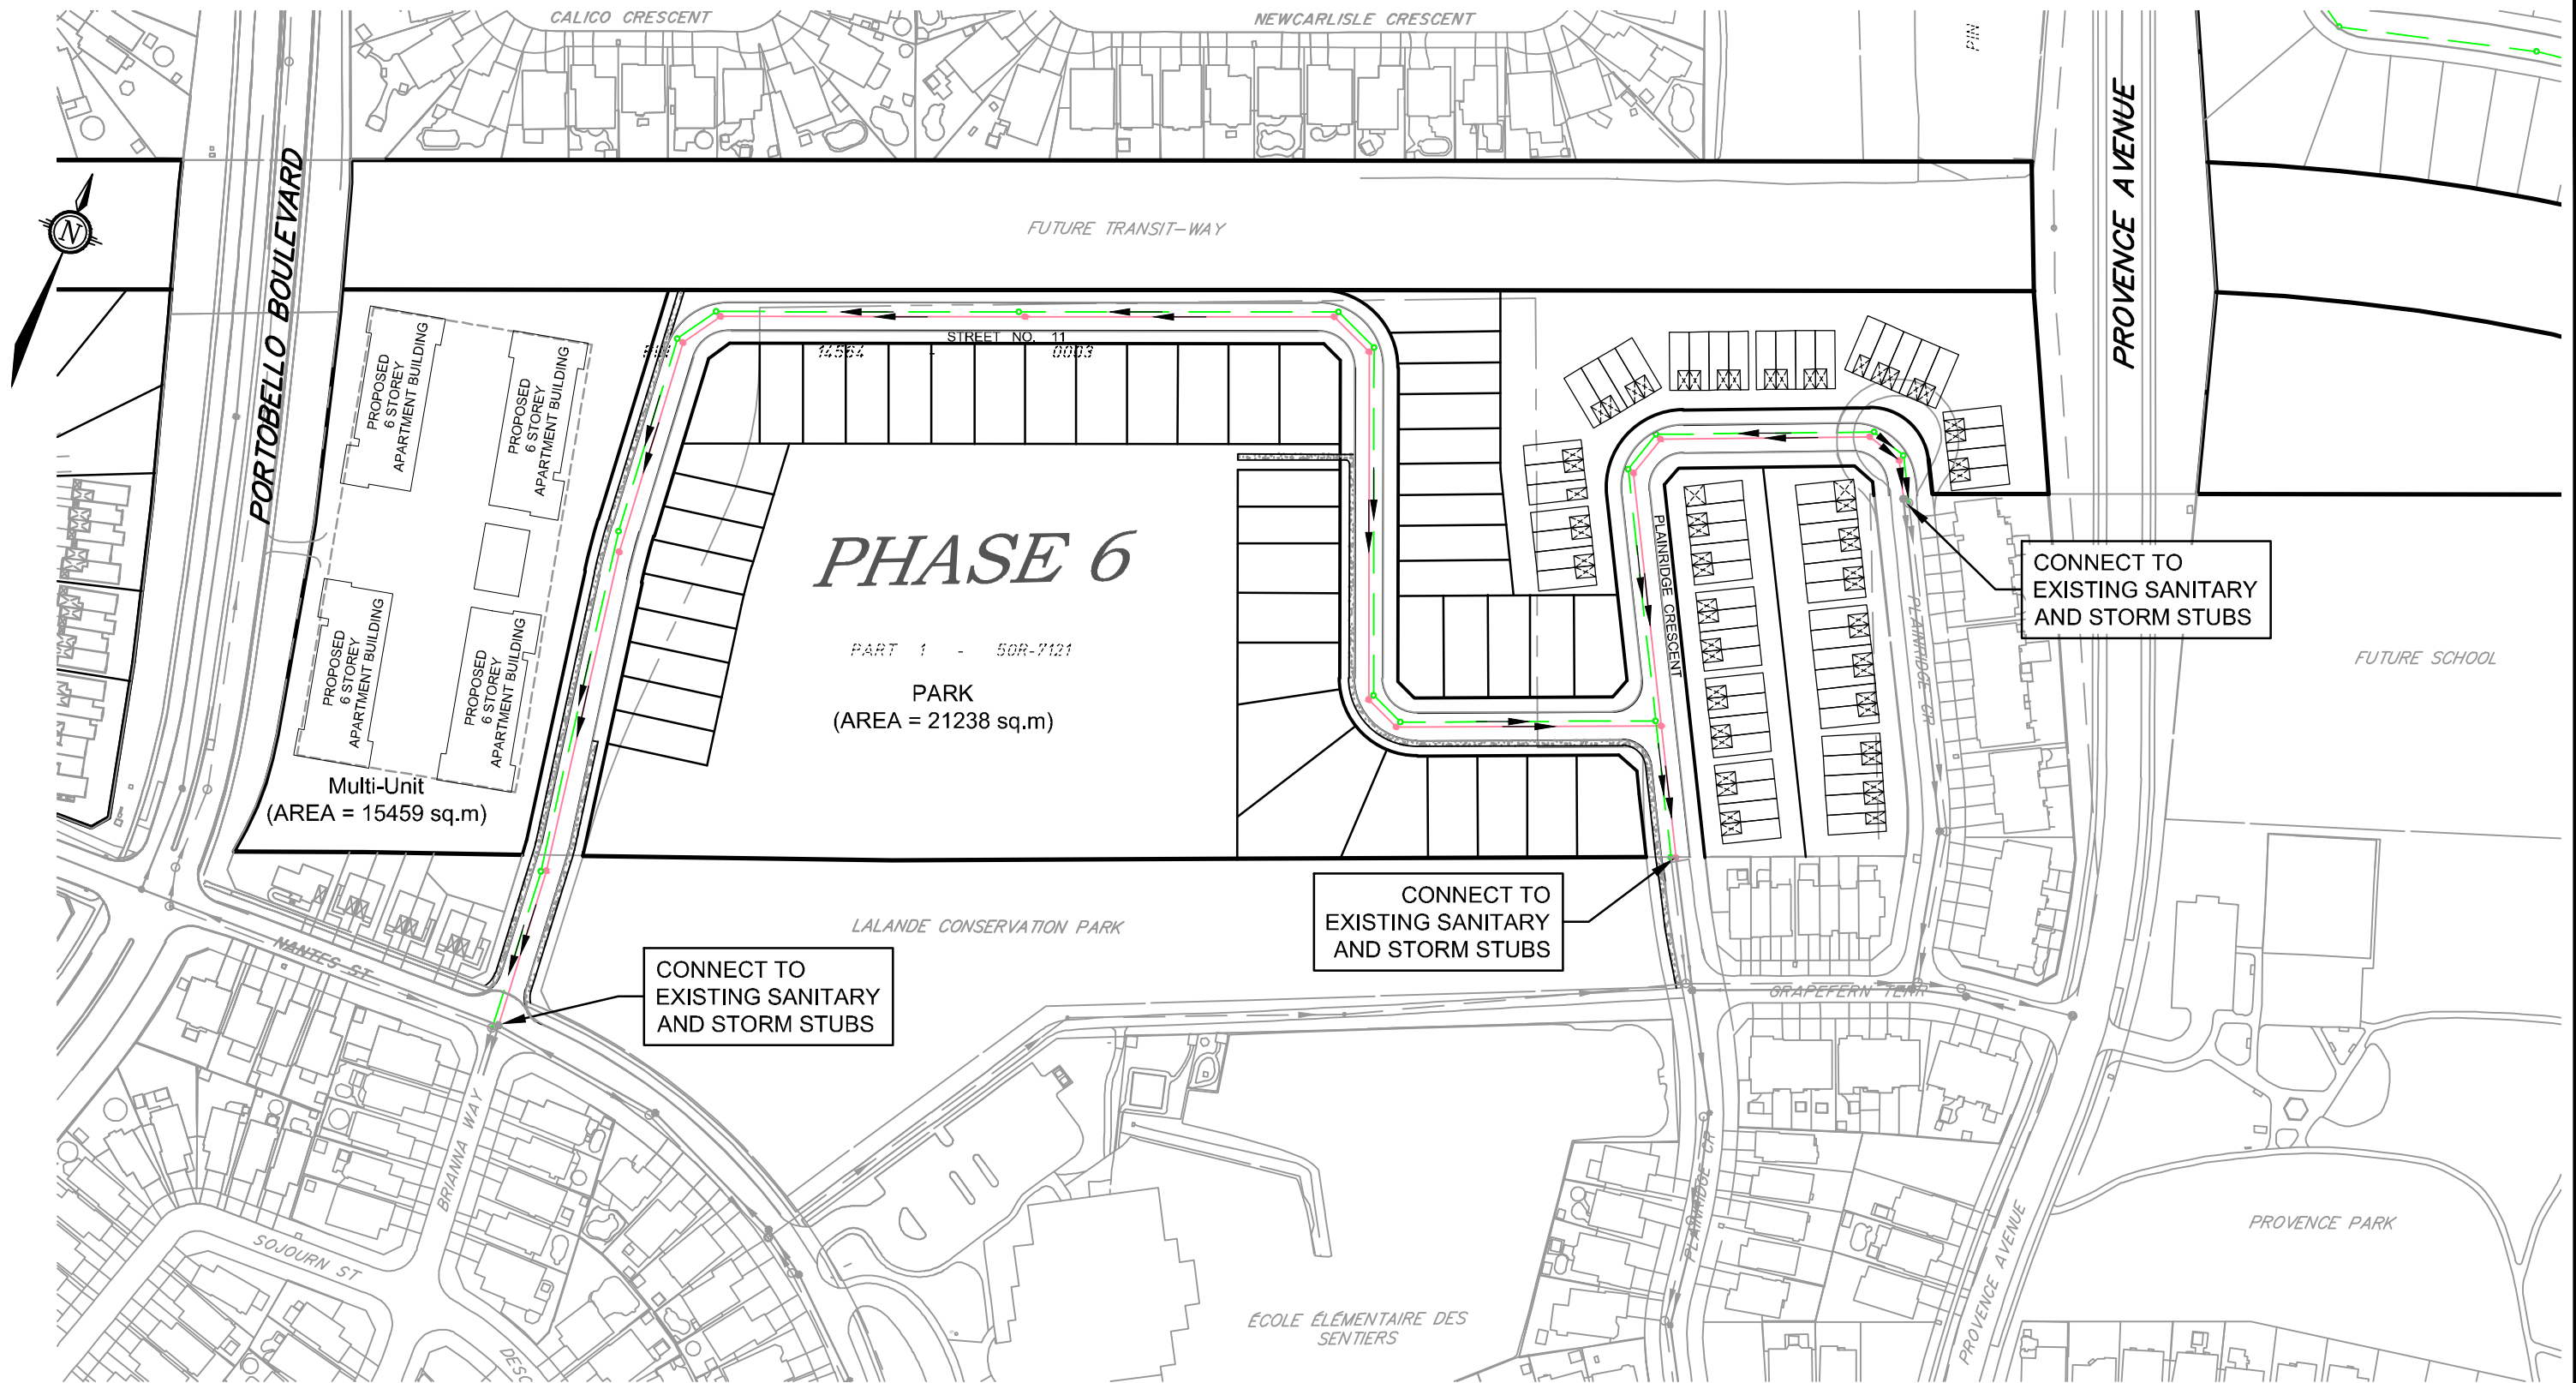 CALICO CRESCENT
NEWCARLISLE CRESCENT
PIN
PORTOBELLO BOULEVARD
PROVENCE AVENUE
N
FUTURE TRANSIT-WAY
STREET NO. 11
14564 - 0003
PROPOSED
6 STOREY
APARTMENT BUILDING
PROPOSED
6 STOREY
APARTMENT BUILDING
PROPOSED
6 STOREY
APARTMENT BUILDING
PROPOSED
6 STOREY
APARTMENT BUILDING
Multi-Unit
(AREA = 15459 sq.m)
PHASE 6
PART 1 - 50R-7121
PARK
(AREA = 21238 sq.m)
PLAINRIDGE CRESCENT
PLAINRIDGE CR
CONNECT TO
EXISTING SANITARY
AND STORM STUBS
FUTURE SCHOOL
CONNECT TO
EXISTING SANITARY
AND STORM STUBS
LALANDE CONSERVATION PARK
NANTES ST
CONNECT TO
EXISTING SANITARY
AND STORM STUBS
GRAPEFERN TERR
BRIANNA WAY
SOJOURN ST
PLAINRIDGE CR
PROVENCE AVENUE
PROVENCE PARK
ÉCOLE ÉLÉMENTAIRE DES
SENTIERS